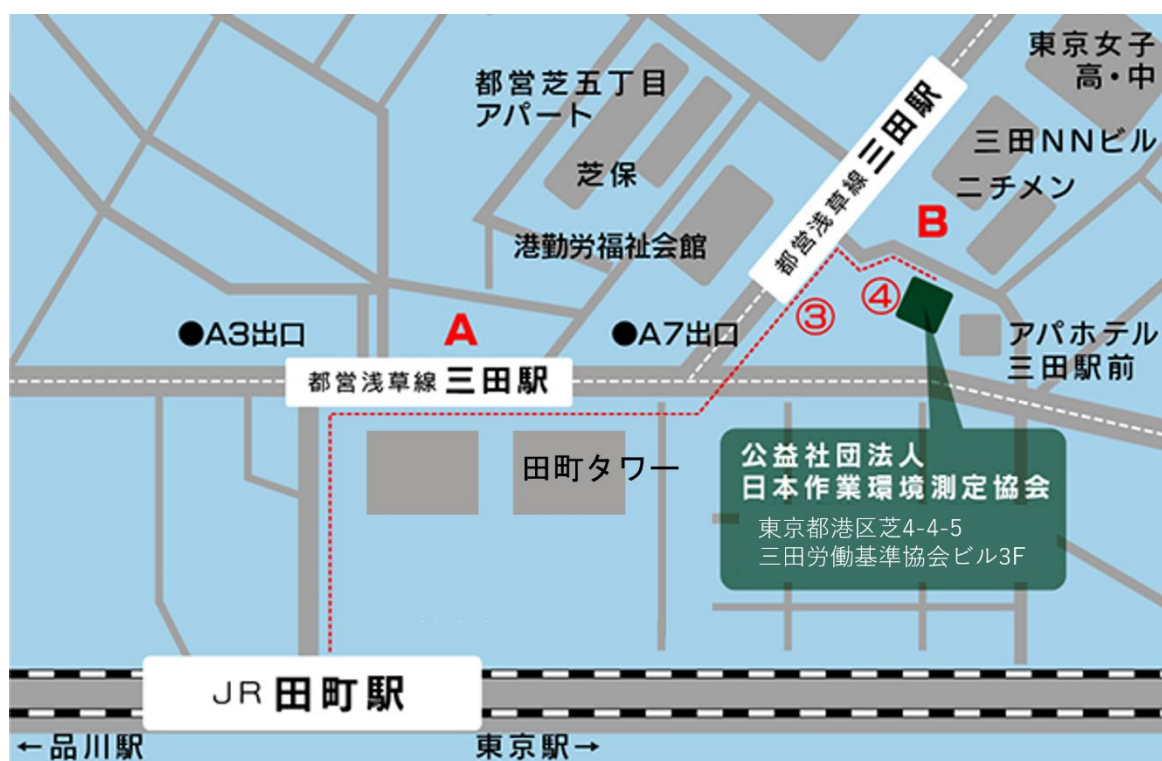 東京女子
高・中
都営芝五丁目
アパート
三田NNビル
ニチメン
芝保
都営浅草線 三田駅
B
港勤労福祉会館
④
③
●A3出口
A
●A7出口
アパホテル
三田駅前
都営浅草線 三田駅
田町タワー
公益社団法人
日本作業環境測定協会
東京都港区芝4-4-5
三田労働基準協会ビル3F
JR 田町駅
←品川駅
東京駅→